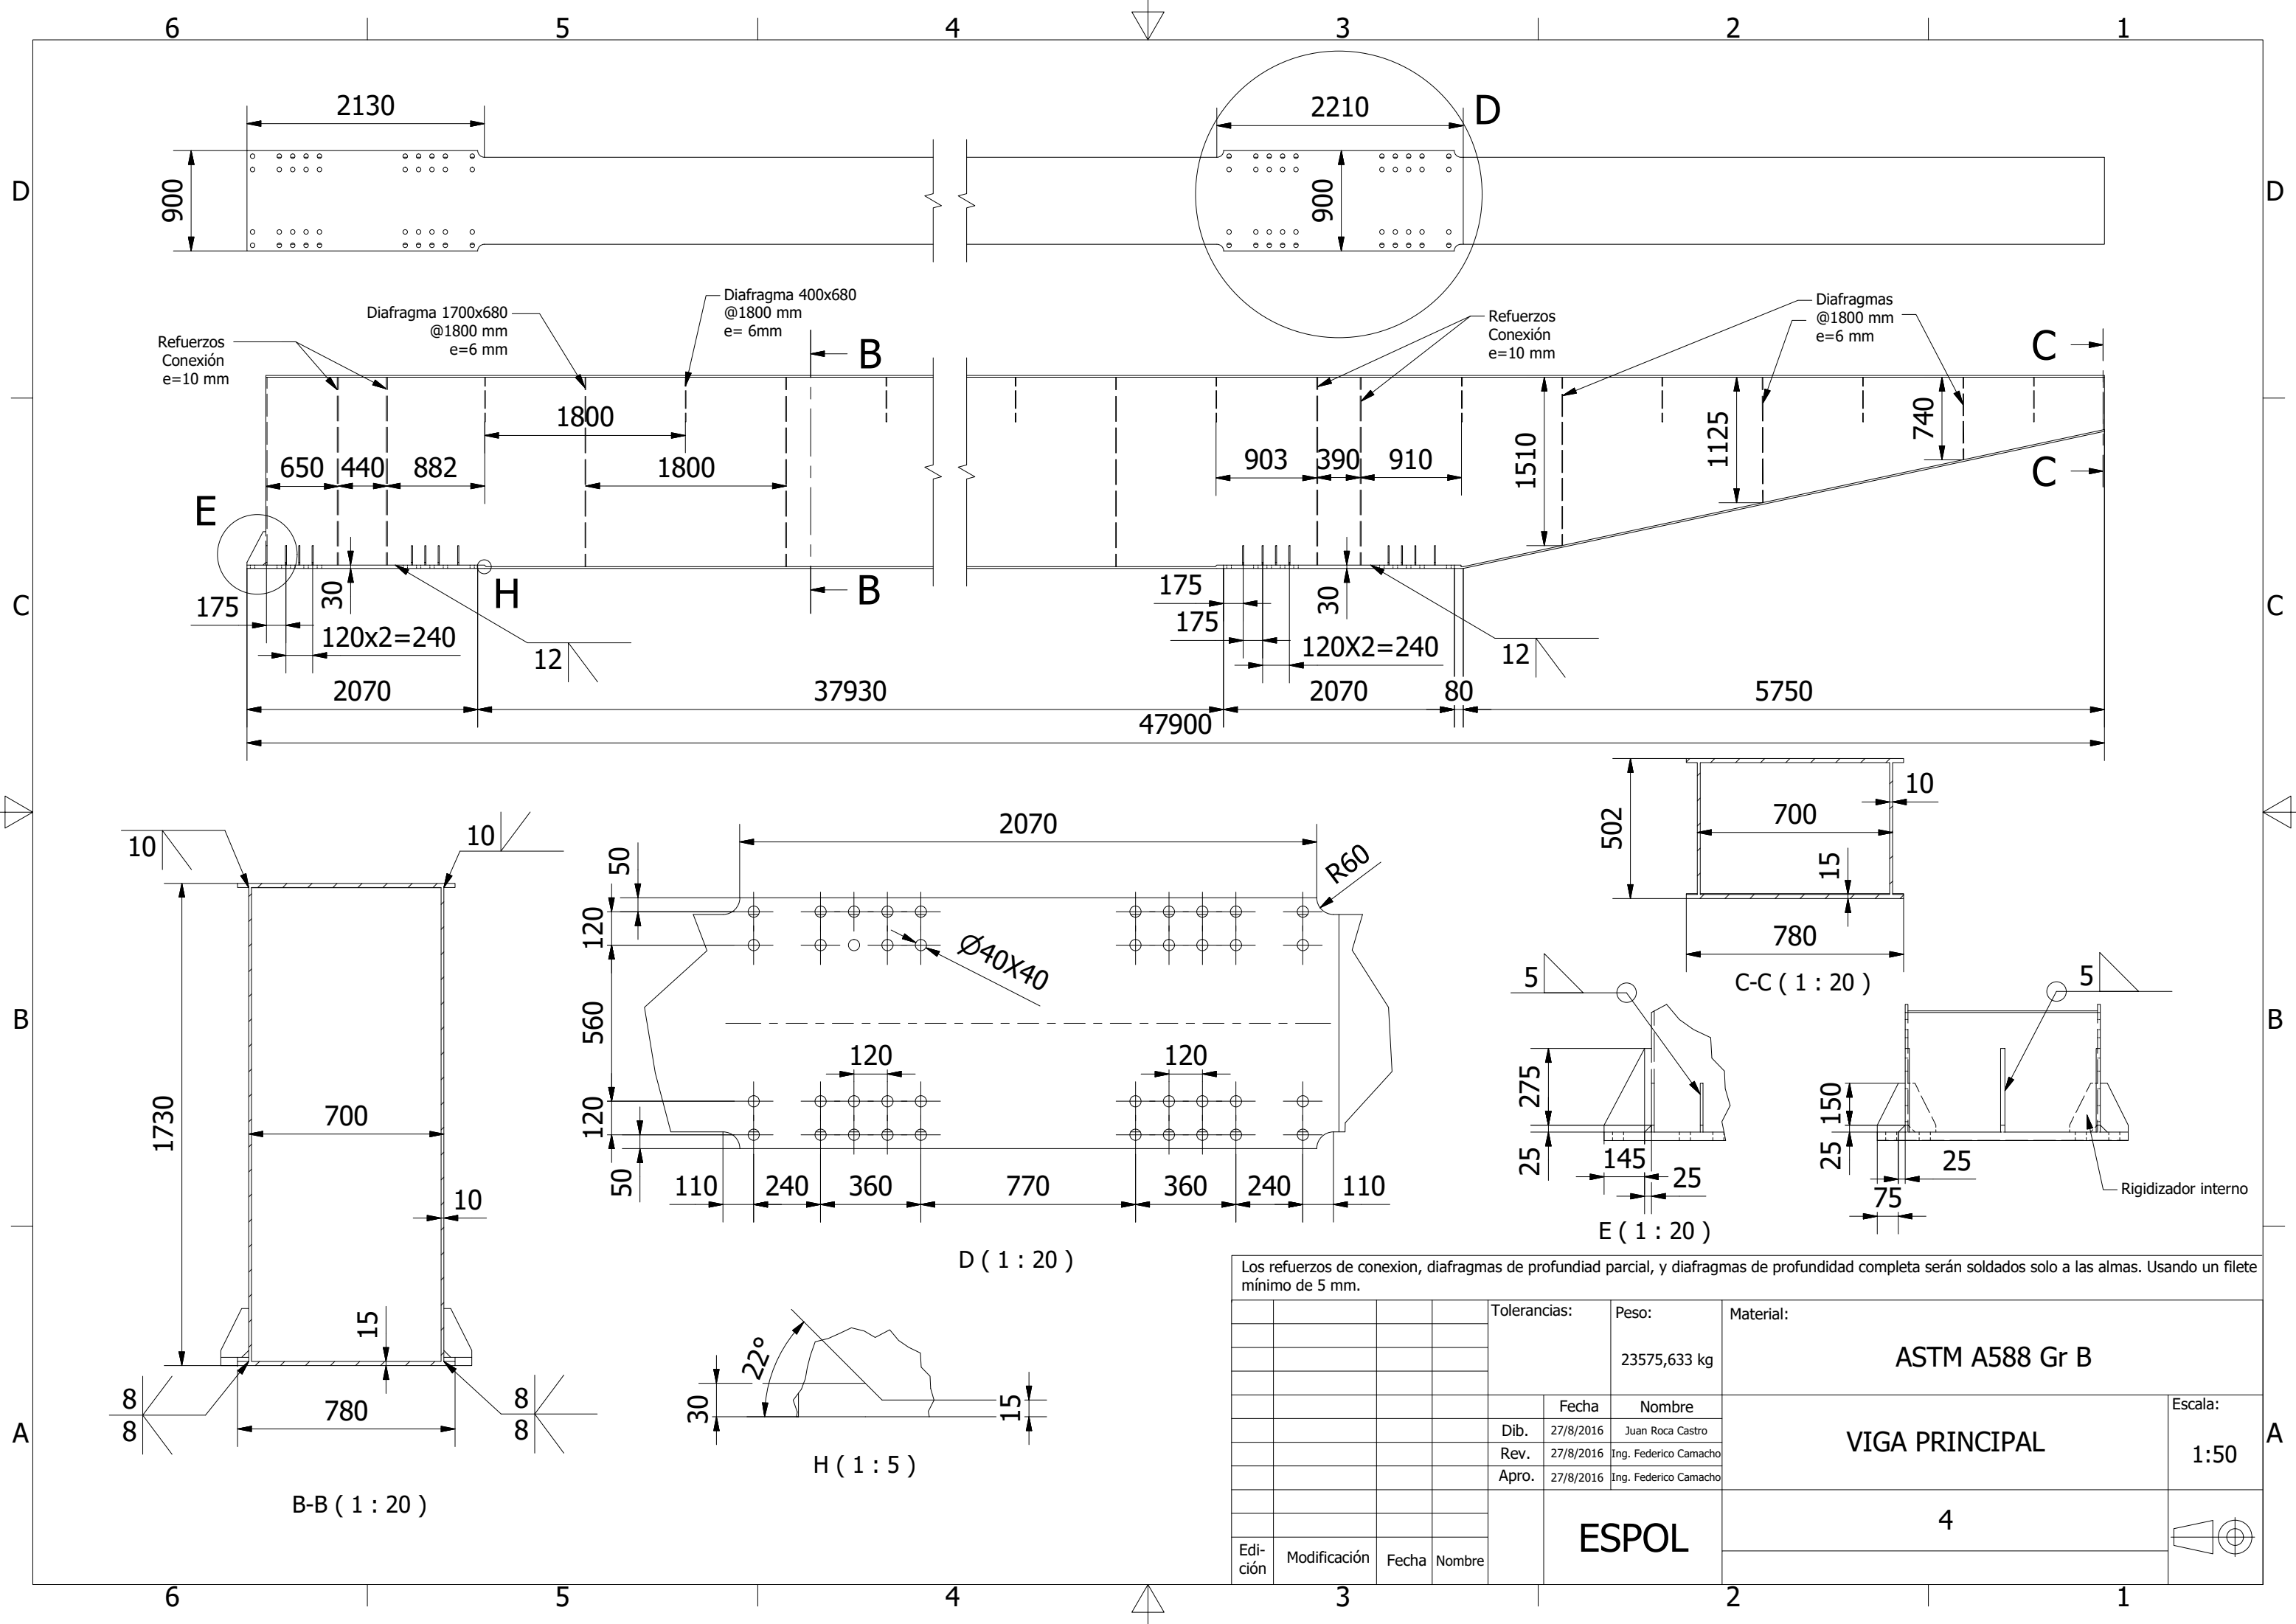 6 5 4 3 2 1
2130
2210
D
D
D
900
900
Diafragma 1700x680
@1800 mm
e=6 mm
Diafragma 400x680
@1800 mm
e= 6mm
Refuerzos
Conexión
e=10 mm
Refuerzos
Conexión
e=10 mm
Diafragmas
@1800 mm
e=6 mm
B
C
1800
650 440 882
1800
903 390 910
1510
1125
740
C
E
H
B
C
C
175
30
120x2=240
12
175
175
30
120X2=240
12
2070
37930
2070
80
5750
47900
10
10
1730
700
10
15
8
8
8
8
780
B-B ( 1 : 20 )
2070
50
120
560
120
50
R60
Ø40X40
120
120
110 240 360 770 360 240 110
D ( 1 : 20 )
22°
30
15
H ( 1 : 5 )
502
10
700
15
780
C-C ( 1 : 20 )
5
275
25
145
25
E ( 1 : 20 )
5
150
25
25
75
Rigidizador interno
B
B
Los refuerzos de conexion, diafragmas de profundiad parcial, y diafragmas de profundidad completa serán soldados solo a las almas. Usando un filete
mínimo de 5 mm.
Tolerancias:
Peso:
23575,633 kg
Material:
ASTM A588 Gr B
Fecha Nombre
Dib. 27/8/2016 Juan Roca Castro
Rev. 27/8/2016 Ing. Federico Camacho
Apro. 27/8/2016 Ing. Federico Camacho
VIGA PRINCIPAL
Escala:
1:50
ESPOL
4
Edi-
ción
Modificación Fecha Nombre
A
A
6 5 4 3 2 1